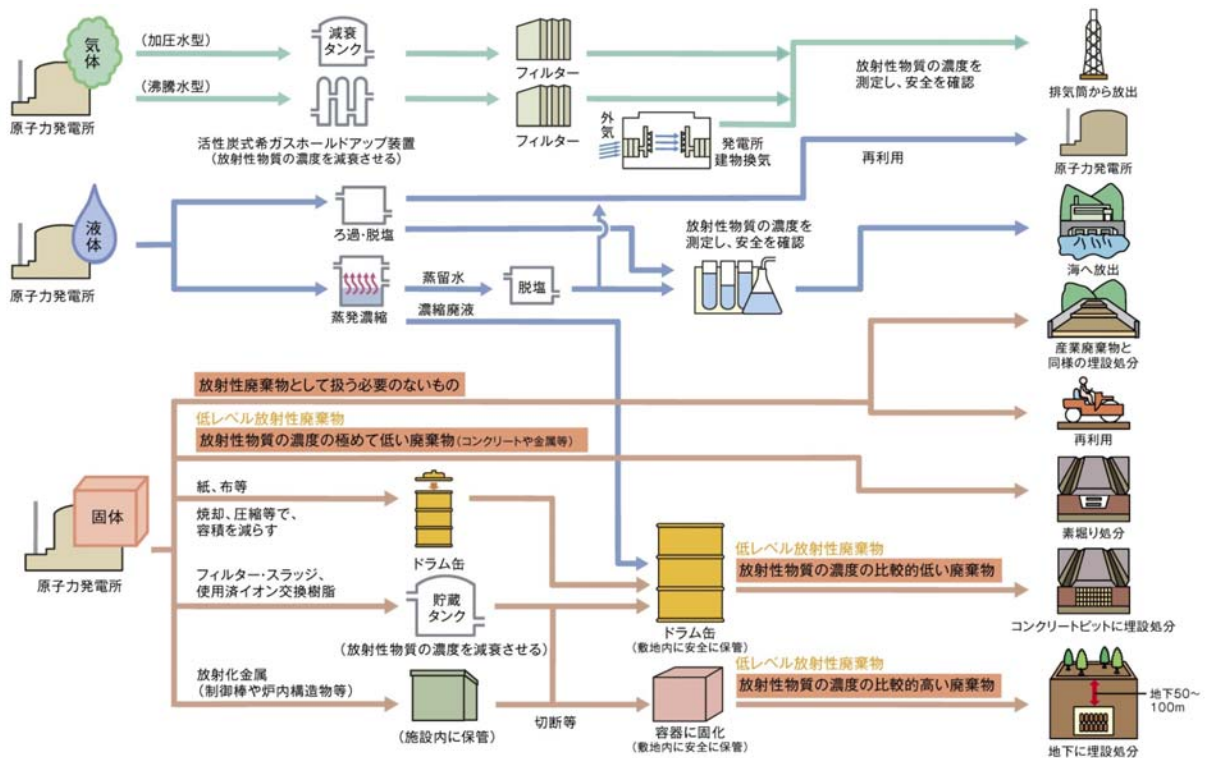 気体
原子力発電所
(加圧水型)
(沸騰水型)
減衰
タンク
活性炭式希ガスホールドアップ装置
(放射性物質の濃度を減衰させる)
フィルター
フィルター
外気
発電所
建物換気
放射性物質の濃度を
測定し、安全を確認
排気筒から放出
液体
原子力発電所
ろ過・脱塩
蒸発濃縮
蒸留水
濃縮廃液
脱塩
放射性物質の濃度を
測定し、安全を確認
再利用
原子力発電所
海へ放出
固体
原子力発電所
放射性廃棄物として扱う必要のないもの
産業廃棄物と
同様の埋設処分
再利用
低レベル放射性廃棄物
放射性物質の濃度の極めて低い廃棄物(コンクリートや金属等)
素堀り処分
紙、布等
焼却、圧縮等で、
容積を減らす
ドラム缶
フィルター・スラッジ、
使用済イオン交換樹脂
貯蔵
タンク
(放射性物質の濃度を減衰させる)
ドラム缶
(敷地内に安全に保管)
低レベル放射性廃棄物
放射性物質の濃度の比較的低い廃棄物
コンクリートピットに埋設処分
放射化金属
(制御棒や炉内構造物等)
(施設内に保管)
切断等
容器に固化
(敷地内に安全に保管)
低レベル放射性廃棄物
放射性物質の濃度の比較的高い廃棄物
地下50~
100m
地下に埋設処分